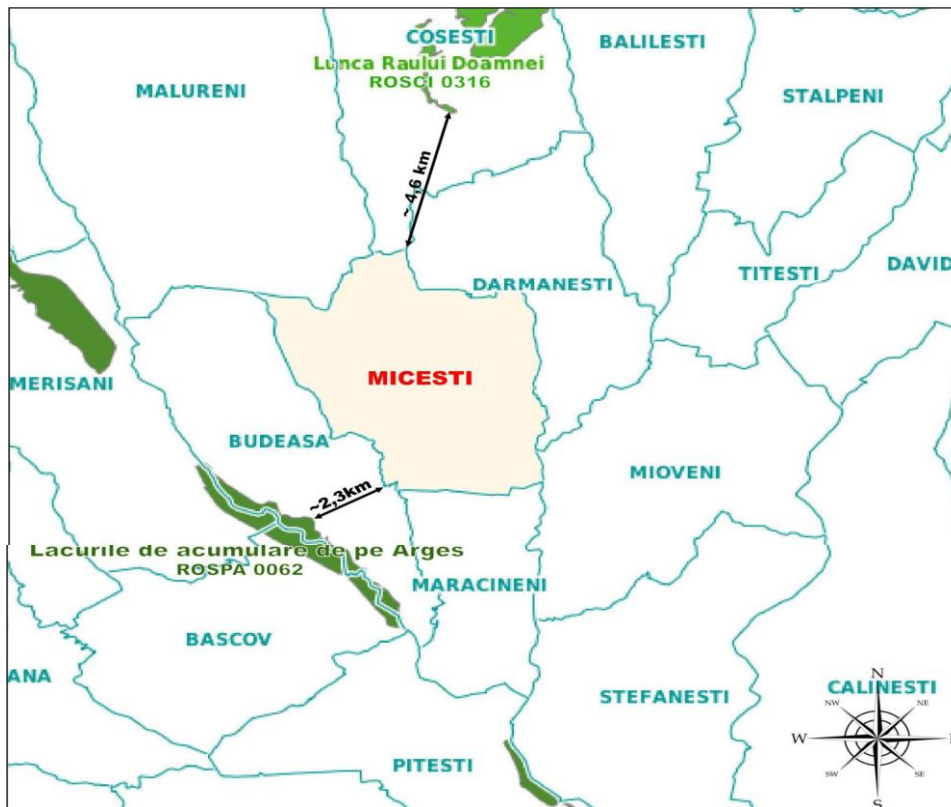 COSESTI
BALILESTI
Lunca Raului Doamnei
ROSCI 0316
MALURENI
STALPENI
~ 4,6 km
DARMANESTI
TITESTI
DAVID
MERISANI
MICESTI
BUDEASA
MIOVENI
~2,3km
Lacurile de acumulare de pe Arges
ROSPA 0062
MARACINENI
BASCOV
ANA
STEFANESTI
CALINESTI
N
NW
NE
W
SW
SE
S
PITESTI